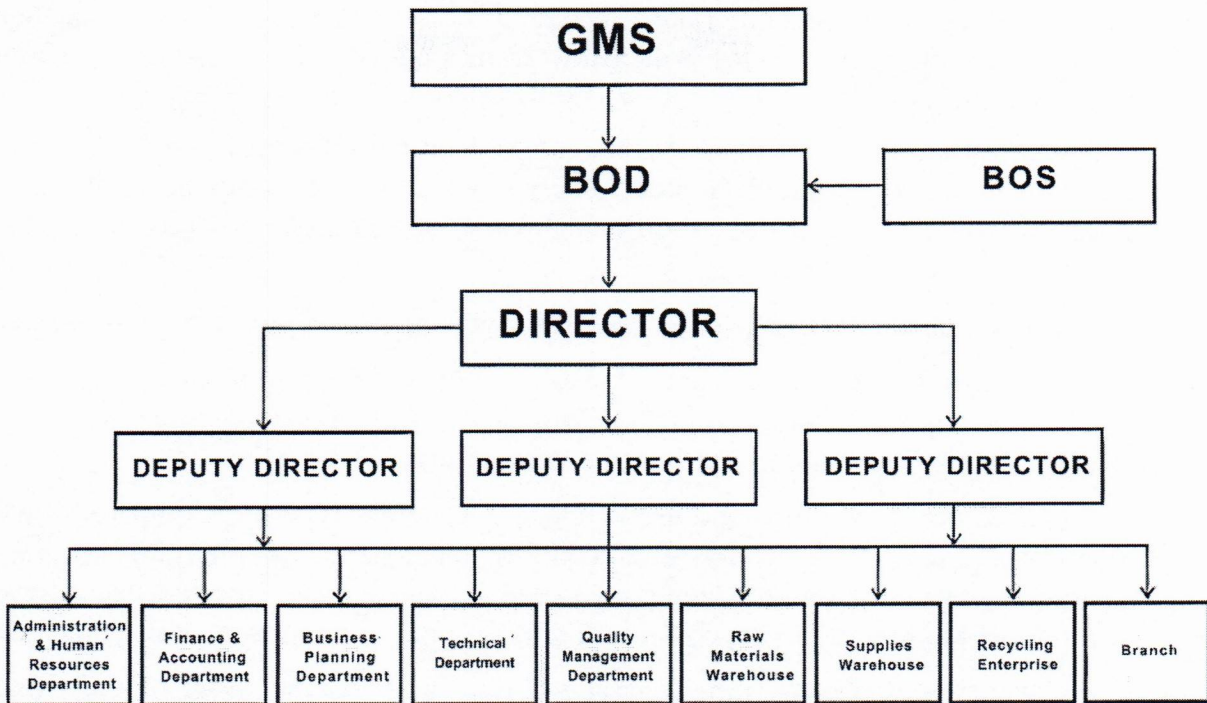 GMS
BOD
BOS
DIRECTOR
DEPUTY DIRECTOR
DEPUTY DIRECTOR
DEPUTY DIRECTOR
Administration
& Human
Resources
Department
Finance &
Accounting
Department
Business
Planning
Department
Technical
Department
Quality
Management
Department
Raw
Materials
Warehouse
Supplies
Warehouse
Recycling
Enterprise
Branch